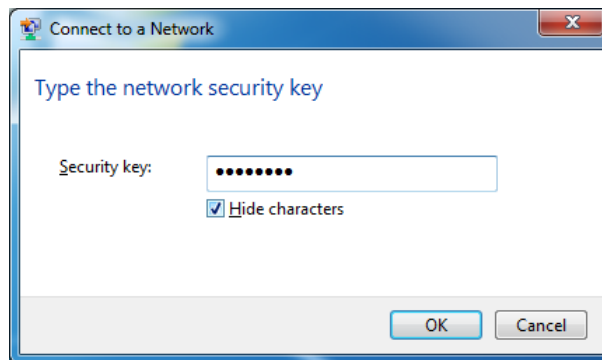 Connect to a Network
Type the network security key
Security key: ••••••••
Hide characters
OK Cancel